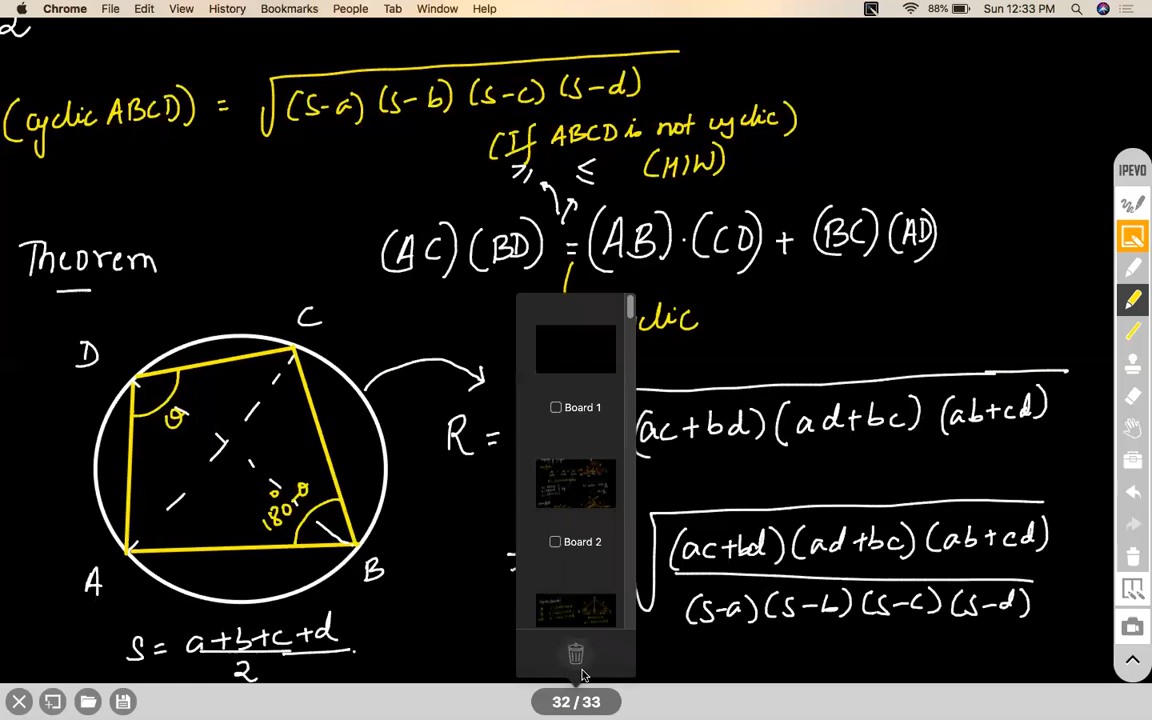 Chrome File Edit View History Bookmarks People Tab Window Help 88% Sun 12:33 PM
2
(cyclic ABCD) = √(s-a) (s-b) (s-c) (s-d)
(If ABCD is not cyclic)
≥ ≤ (H/W)
IPEVO
Theorem
(AC) (BD) = (AB)·(CD) + (BC) (AD)
clic
C
D
θ
180°-θ
A
B
R =
(ac+bd) (ad+bc) (ab+cd)
=
√(ac+bd) (ad+bc) (ab+cd)
(s-a) (s-b) (s-c) (s-d)
s = a+b+c+d
2
Board 1
Board 2
32 / 33